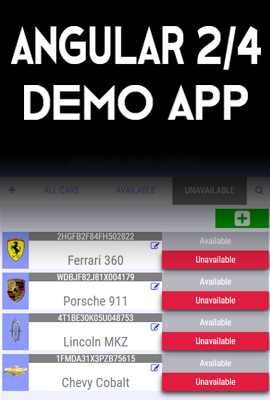 ANGULAR 2/4
DEMO APP
ALL CARS
AVAILABLE
UNAVAILABLE
2HGFB2F84FH502822
Available
Ferrari 360
Unavailable
WDBJF82J81X004179
Available
Porsche 911
Unavailable
4T1BE30K05U048753
Available
Lincoln MKZ
Unavailable
1FMDA31X3PZB75615
Available
Chevy Cobalt
Unavailable